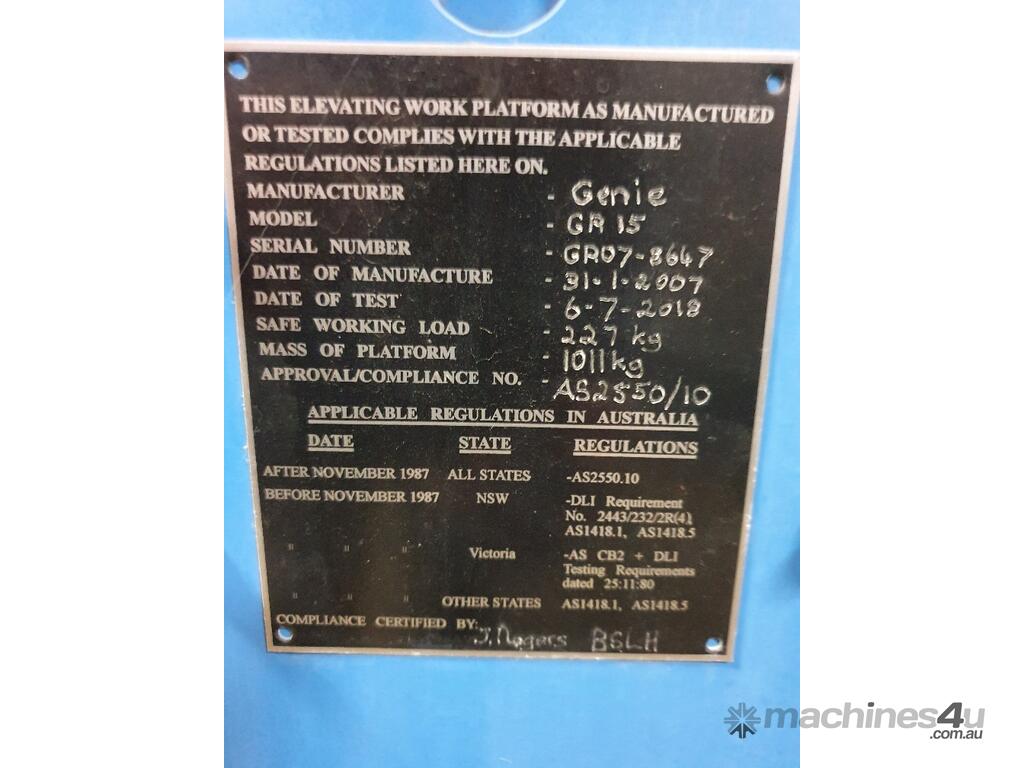 THIS ELEVATING WORK PLATFORM AS MANUFACTURED
OR TESTED COMPLIES WITH THE APPLICABLE
REGULATIONS LISTED HERE ON.
MANUFACTURER - Genie
MODEL - GR 15
SERIAL NUMBER - GR07-8647
DATE OF MANUFACTURE - 31-1-2007
DATE OF TEST - 6-7-2018
SAFE WORKING LOAD - 227 kg
MASS OF PLATFORM - 1011kg
APPROVAL/COMPLIANCE NO. - AS2550/10
APPLICABLE REGULATIONS IN AUSTRALIA
DATE STATE REGULATIONS
AFTER NOVEMBER 1987 ALL STATES -AS2550.10
BEFORE NOVEMBER 1987 NSW -DLI Requirement
No. 2443/232/2R(4)
AS1418.1, AS1418.5
" " " Victoria -AS CB2 + DLI
Testing Requirements
dated 25:11:80
" " " OTHER STATES AS1418.1, AS1418.5
COMPLIANCE CERTIFIED BY: J. Rogers BSLH
machines4u
.com.au